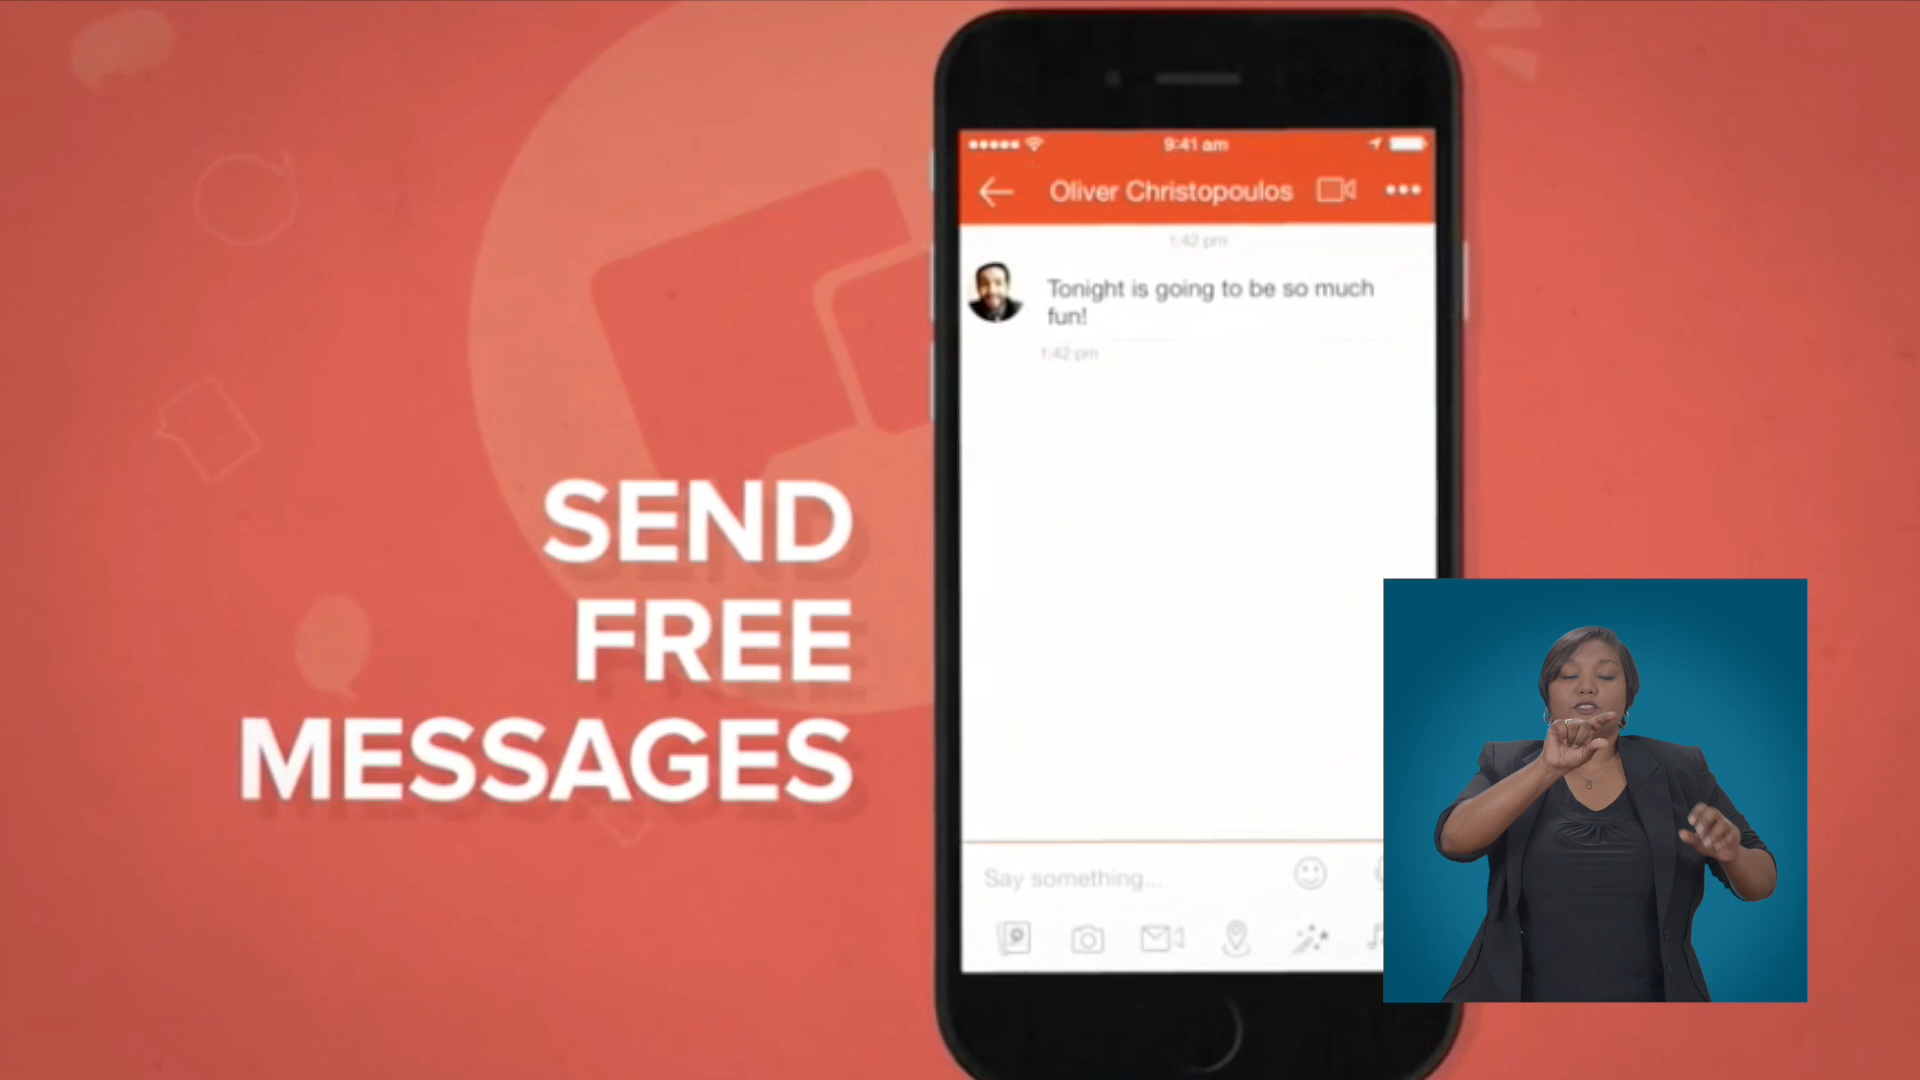 SEND
FREE
MESSAGES
9:41 am
Oliver Christopoulos
1:42 pm
Tonight is going to be so much
fun!
1:42 pm
Say something...